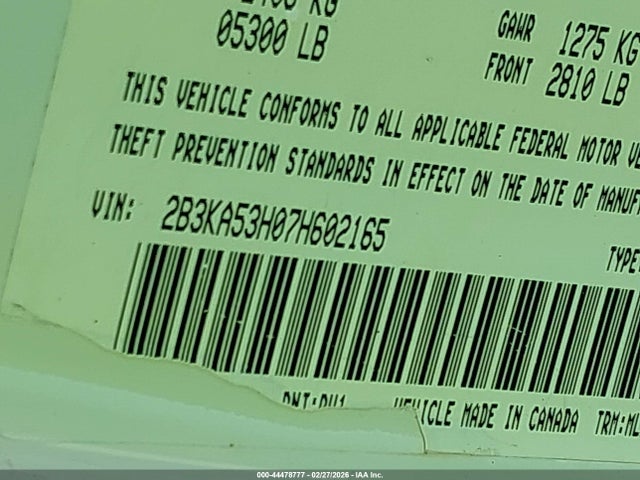 05300 LB
GAWR 1275 KG
FRONT 2810 LB
THIS VEHICLE CONFORMS TO ALL APPLICABLE FEDERAL MOTOR
THEFT PREVENTION STANDARDS IN EFFECT ON THE DATE OF
VIN: 2B3KA53H07H602165
VEHICLE MADE IN CANADA TRM:ML
000-44478777 - 02/27/2026 - IAA Inc.